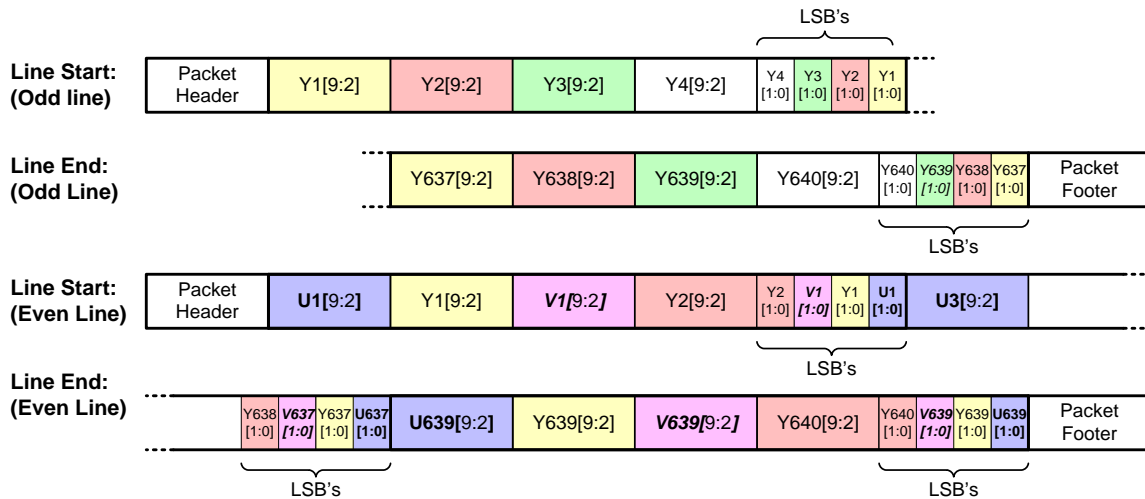 LSB's
Line Start:
(Odd line)
Packet
Header
Y1[9:2]
Y2[9:2]
Y3[9:2]
Y4[9:2]
Y4
[1:0]
Y3
[1:0]
Y2
[1:0]
Y1
[1:0]
Line End:
(Odd Line)
Y637[9:2]
Y638[9:2]
Y639[9:2]
Y640[9:2]
Y640
[1:0]
Y639
[1:0]
Y638
[1:0]
Y637
[1:0]
Packet
Footer
LSB's
Line Start:
(Even Line)
Packet
Header
U1[9:2]
Y1[9:2]
V1[9:2]
Y2[9:2]
Y2
[1:0]
V1
[1:0]
Y1
[1:0]
U1
[1:0]
U3[9:2]
LSB's
Line End:
(Even Line)
Y638
[1:0]
V637
[1:0]
Y637
[1:0]
U637
[1:0]
U639[9:2]
Y639[9:2]
V639[9:2]
Y640[9:2]
Y640
[1:0]
V639
[1:0]
Y639
[1:0]
U639
[1:0]
Packet
Footer
LSB's
LSB's